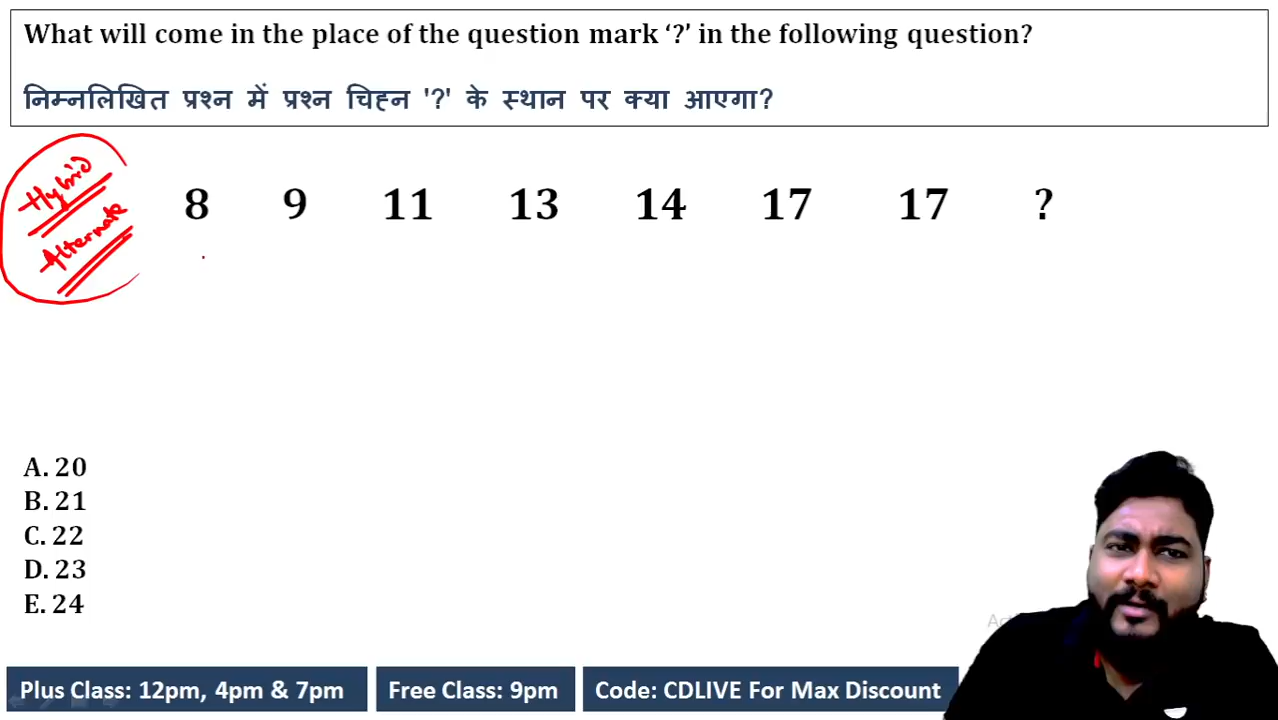 What will come in the place of the question mark ‘?’ in the following question?
निम्नलिखित प्रश्न में प्रश्न चिह्न '?' के स्थान पर क्या आएगा?
Hybrid
Alternate
8 9 11 13 14 17 17 ?
A. 20
B. 21
C. 22
D. 23
E. 24
Plus Class: 12pm, 4pm & 7pm
Free Class: 9pm
Code: CDLIVE For Max Discount